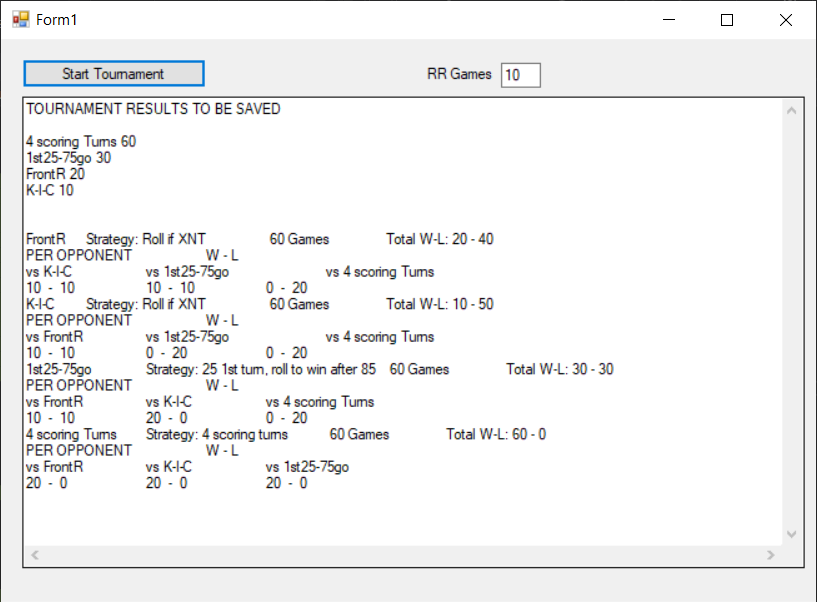 Form1
Start Tournament RR Games 10
TOURNAMENT RESULTS TO BE SAVED
4 scoring Turns 60
1st25-75go 30
FrontR 20
K-I-C 10
FrontR Strategy: Roll if XNT 60 Games Total W-L: 20 - 40
PER OPPONENT W - L
vs K-I-C vs 1st25-75go vs 4 scoring Turns
10 - 10 10 - 10 0 - 20
K-I-C Strategy: Roll if XNT 60 Games Total W-L: 10 - 50
PER OPPONENT W - L
vs FrontR vs 1st25-75go vs 4 scoring Turns
10 - 10 0 - 20 0 - 20
1st25-75go Strategy: 25 1st turn, roll to win after 85 60 Games Total W-L: 30 - 30
PER OPPONENT W - L
vs FrontR vs K-I-C vs 4 scoring Turns
10 - 10 20 - 0 0 - 20
4 scoring Turns Strategy: 4 scoring turns 60 Games Total W-L: 60 - 0
PER OPPONENT W - L
vs FrontR vs K-I-C vs 1st25-75go
20 - 0 20 - 0 20 - 0